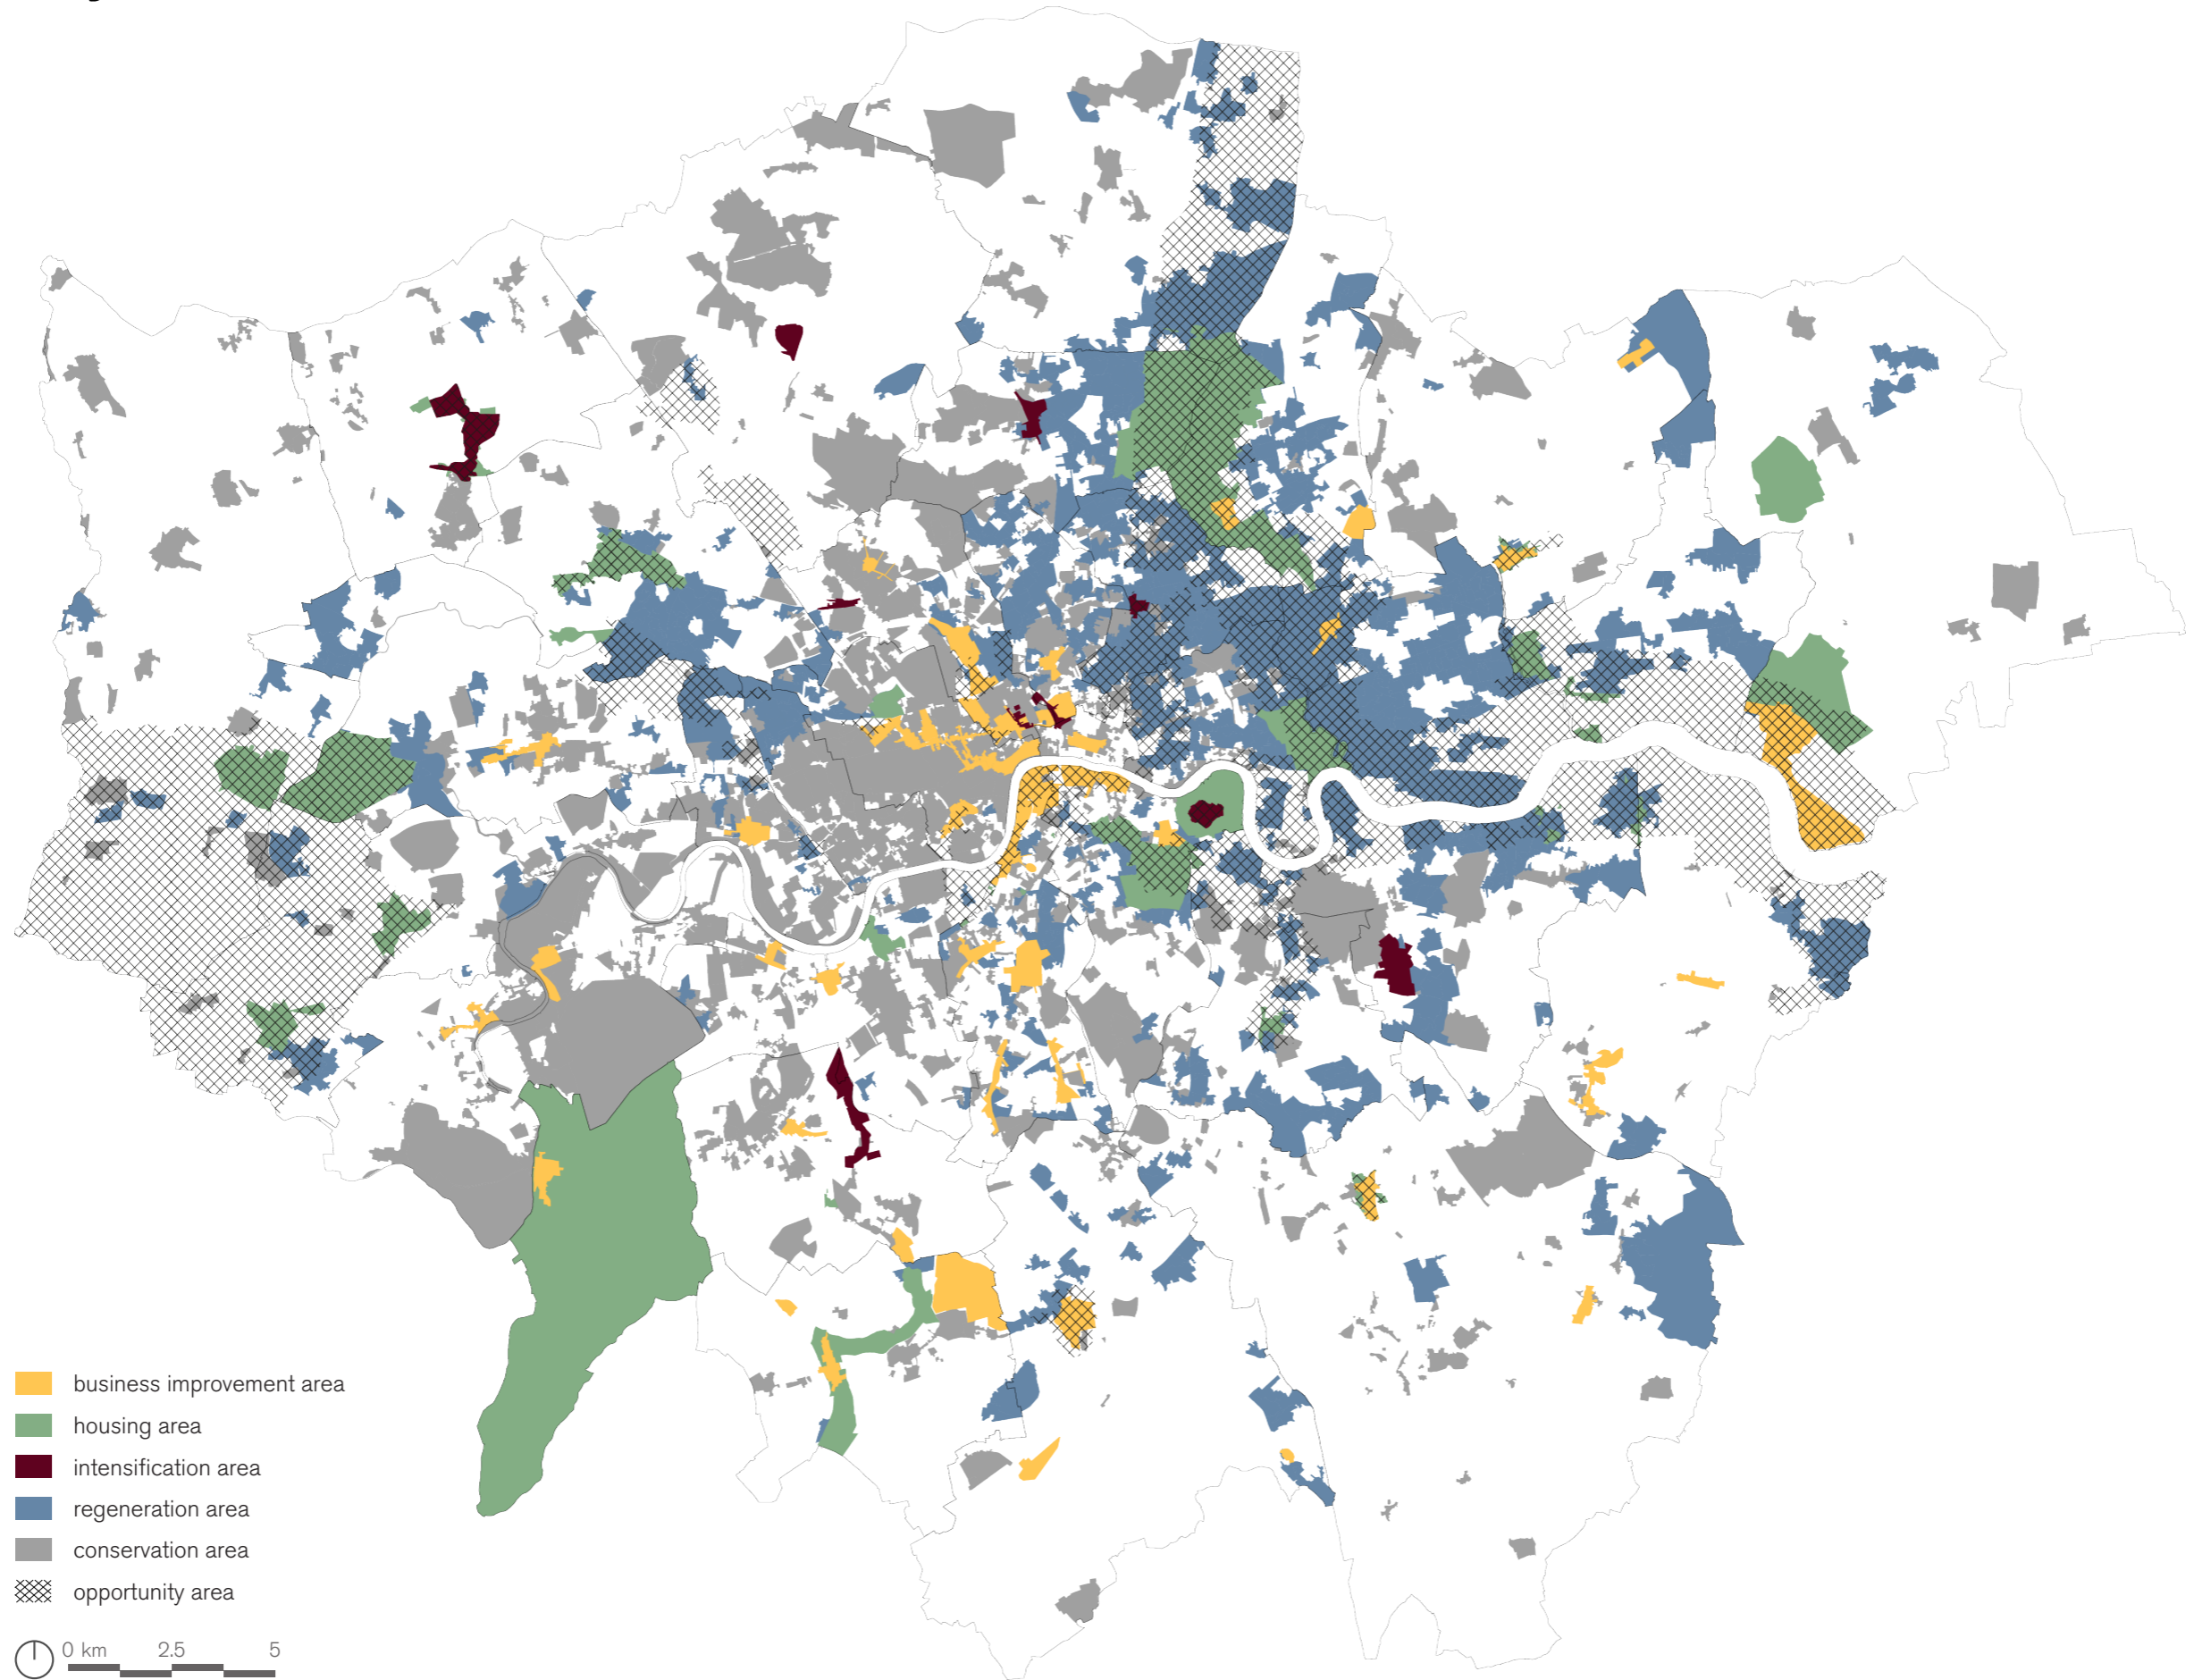 business improvement area
housing area
intensification area
regeneration area
conservation area
opportunity area
0 km 2.5 5